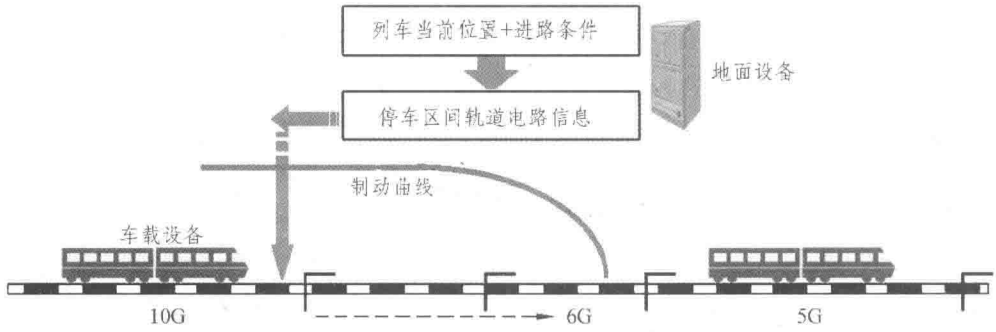 列车当前位置+进路条件
地面设备
停车区间轨道电路信息
制动曲线
车载设备
10G
6G
5G